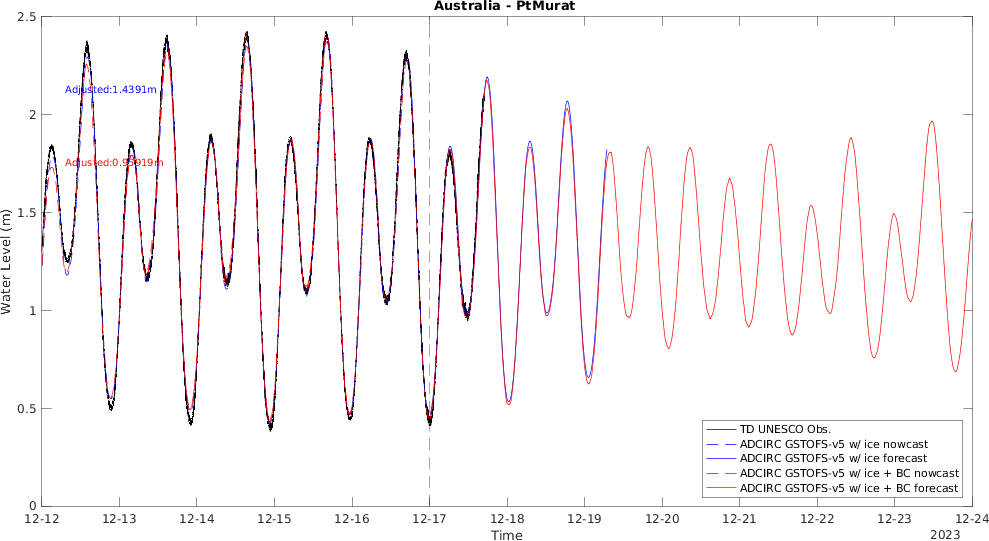 Australia - PtMurat
2.5
2
1.5
1
0.5
0
Water Level (m)
Adjusted:1.4391m
Adjusted:0.95919m
TD UNESCO Obs.
ADCIRC GSTOFS-v5 w/ ice nowcast
ADCIRC GSTOFS-v5 w/ ice forecast
ADCIRC GSTOFS-v5 w/ ice + BC nowcast
ADCIRC GSTOFS-v5 w/ ice + BC forecast
12-12 12-13 12-14 12-15 12-16 12-17 12-18 12-19 12-20 12-21 12-22 12-23 12-24
Time
2023